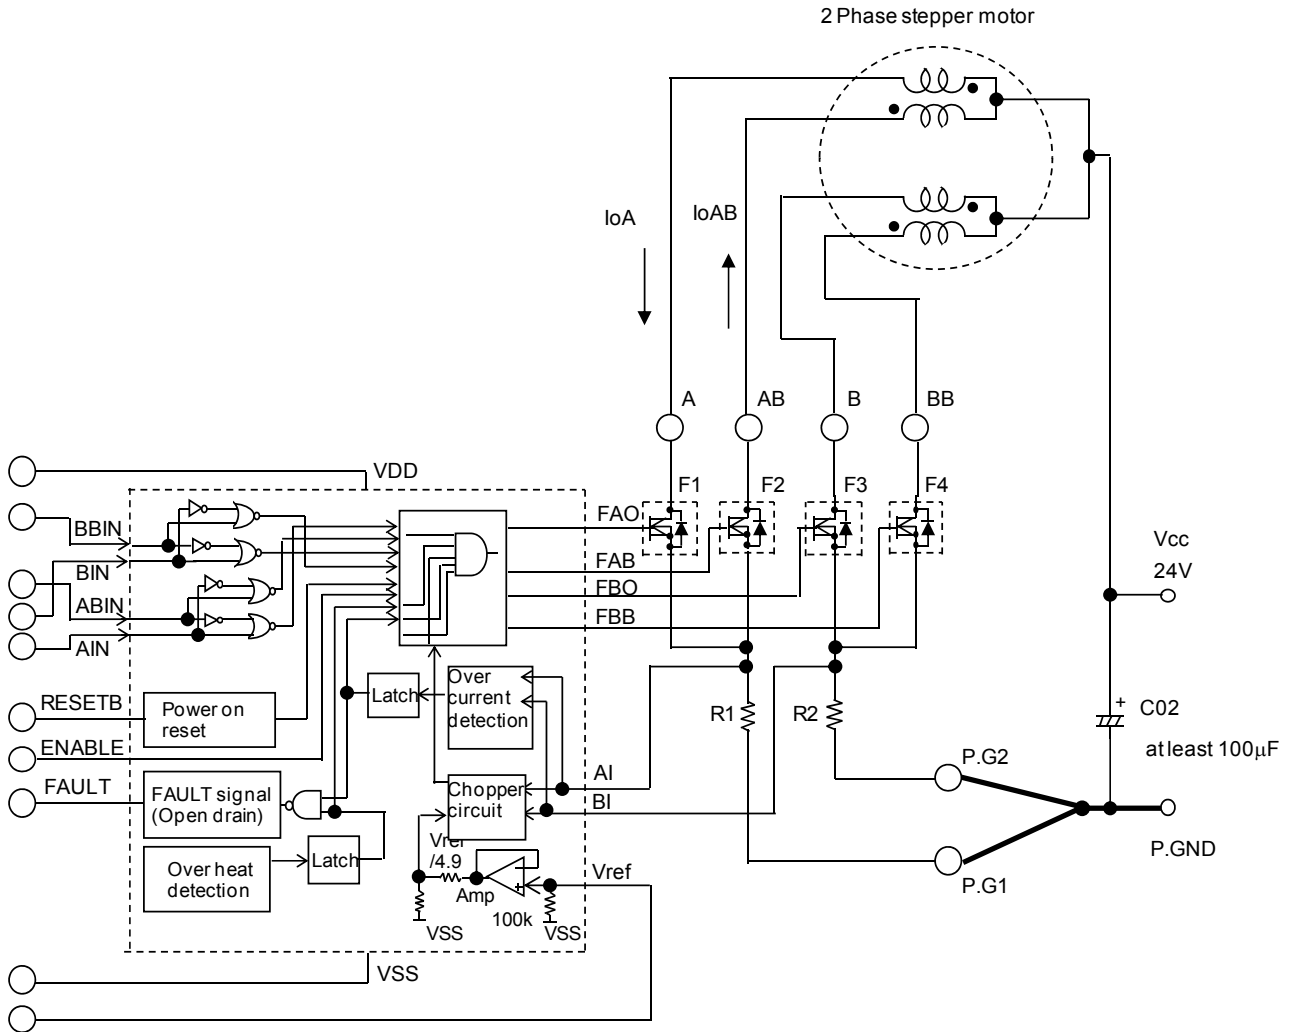 2 Phase stepper motor
IoA
IoAB
A
AB
B
BB
F1
F2
F3
F4
VDD
BBIN
BIN
ABIN
AIN
FAO
FAB
FBO
FBB
Vcc
24V
RESETB
Power on
reset
Latch
Over
current
detection
R1
R2
+
C02
at least 100μF
ENABLE
FAULT
FAULT signal
(Open drain)
Chopper
circuit
AI
BI
P.G2
P.GND
P.G1
Over heat
detection
Latch
Vref
/4.9
Amp
+
Vref
100k
VSS
VSS
VSS